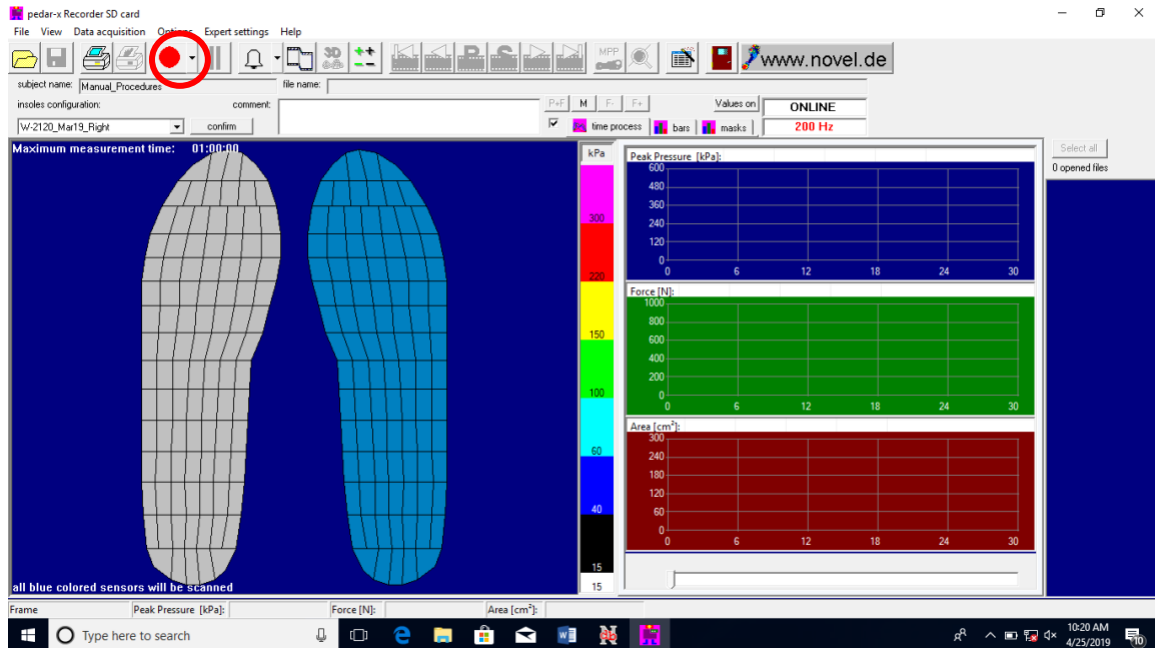 pedar-x Recorder SD card
File View Data acquisition Options Expert settings Help
3D MPP www.novel.de
subject name: Manual_Procedures file name:
insoles configuration: comment: P+F M F- F+ Values on ONLINE
W-2120_Mar19_Right confirm time process bars masks 200 Hz
Maximum measurement time: 01:00:00
kPa
300
220
150
100
60
40
15
15
Peak Pressure [kPa]:
600
480
360
240
120
0
0 6 12 18 24 30
Force [N]:
1000
800
600
400
200
0
0 6 12 18 24 30
Area [cm²]:
300
240
180
120
60
0
0 6 12 18 24 30
Select all
0 opened files
all blue colored sensors will be scanned
Frame Peak Pressure [kPa]: Force [N]: Area [cm²]:
Type here to search
10:20 AM
4/25/2019
10